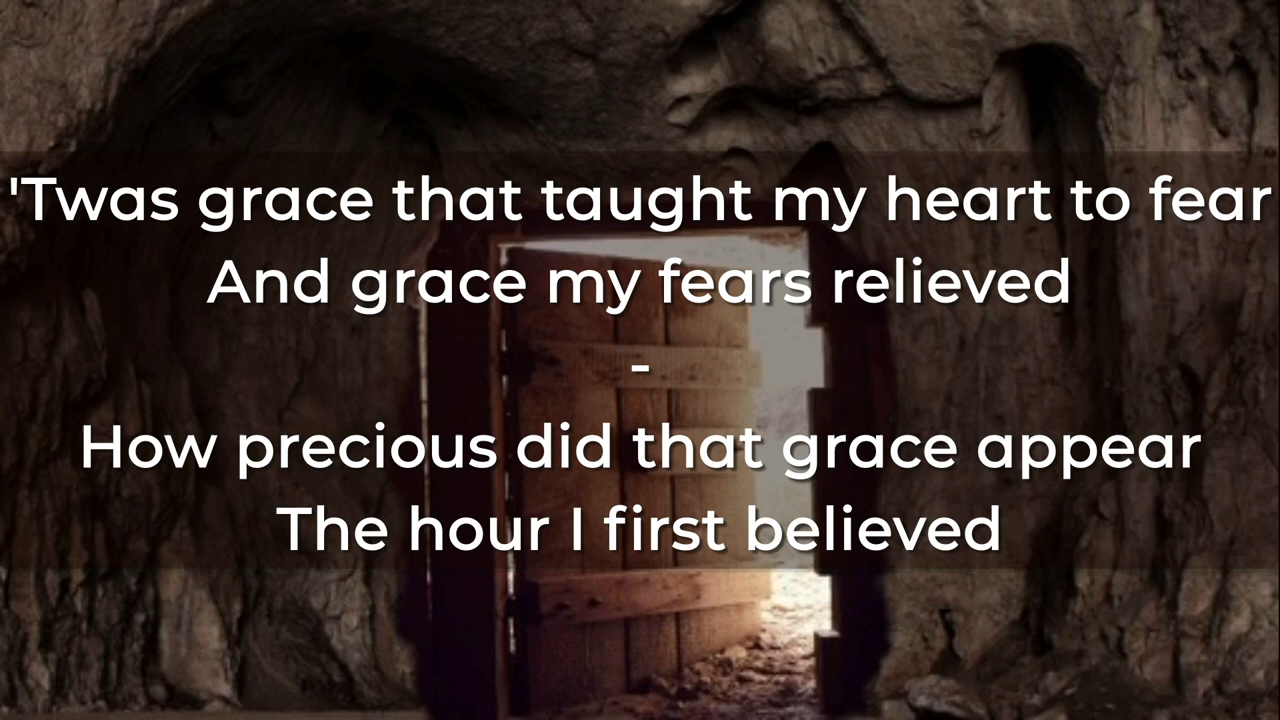 'Twas grace that taught my heart to fear
And grace my fears relieved
-
How precious did that grace appear
The hour I first believed